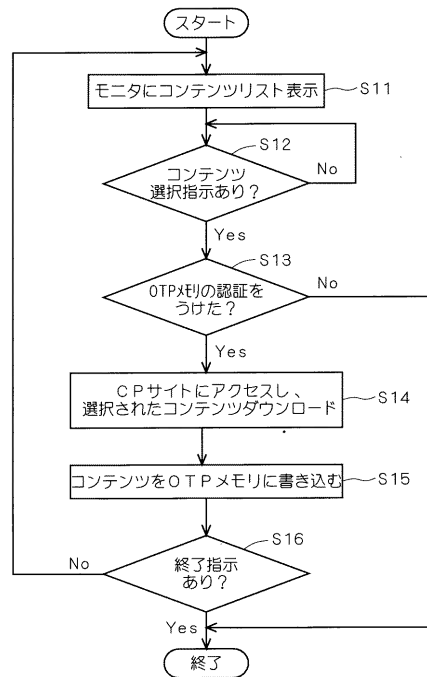 スタート
モニタにコンテンツリスト表示
S11
S12
コンテンツ
選択指示あり？
No
Yes
S13
OTPメモリの認証を
うけた？
No
Yes
CPサイトにアクセスし、
選択されたコンテンツダウンロード
S14
コンテンツをOTPメモリに書き込む
S15
S16
終了指示
あり？
No
Yes
終了